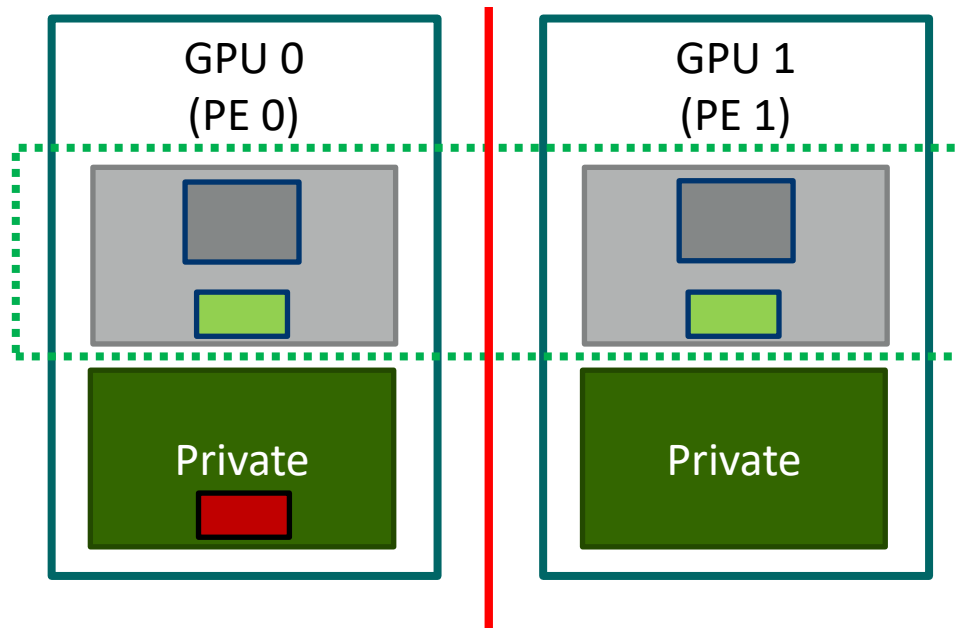 GPU 0
(PE 0)
GPU 1
(PE 1)
Private
Private